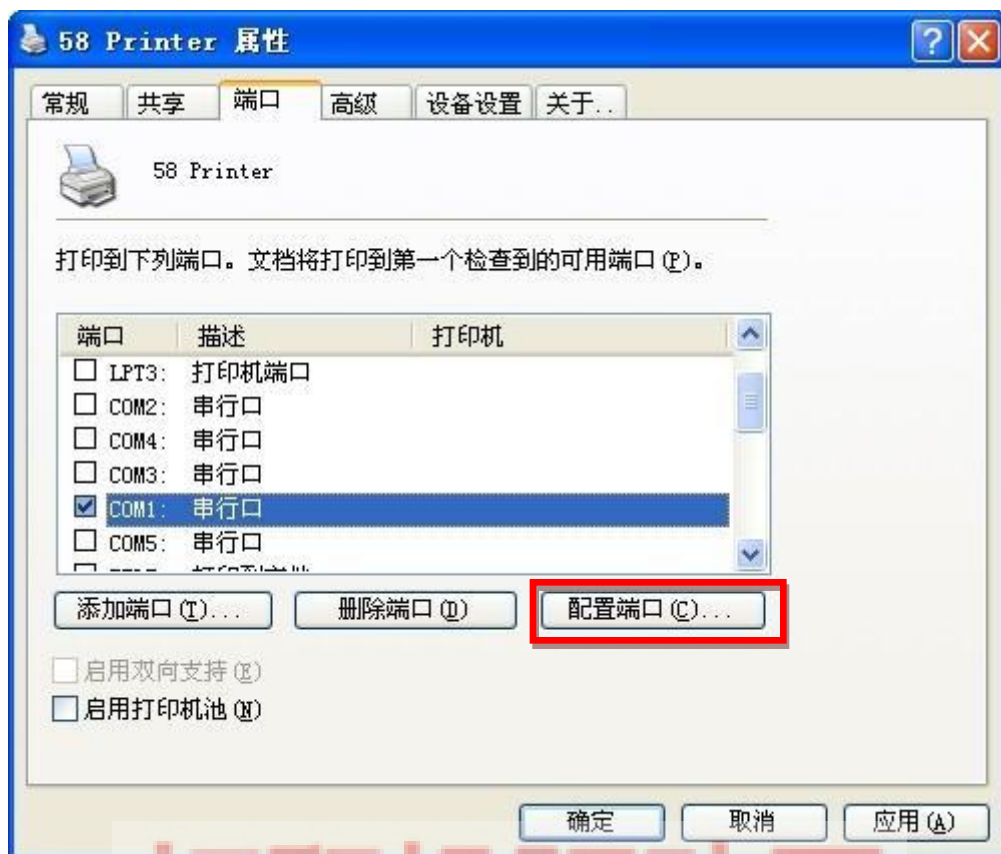 58 Printer 属性
常规 共享 端口 高级 设备设置 关于..
58 Printer
打印到下列端口。文档将打印到第一个检查到的可用端口(P)。
端口 描述 打印机
LPT3: 打印机端口
COM2: 串行口
COM4: 串行口
COM3: 串行口
COM1: 串行口
COM5: 串行口
添加端口(T)... 删除端口(D) 配置端口(C)...
启用双向支持(E)
启用打印机池(N)
确定 取消 应用(A)